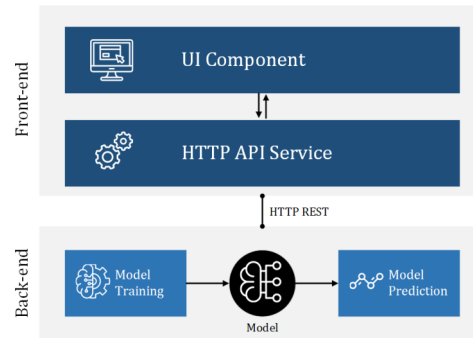 Front-end
UI Component
HTTP API Service
HTTP REST
Back-end
Model
Training
Model
Model
Prediction